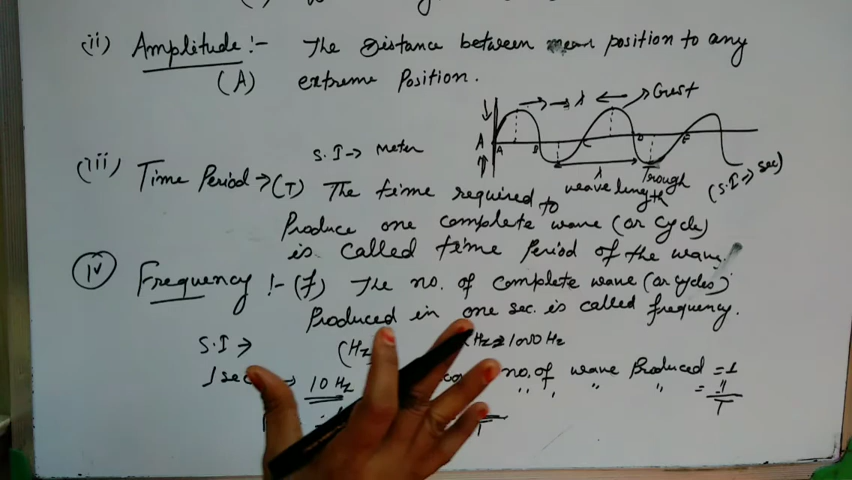 (ii) Amplitude :- The Distance between mean position to any
(A) extreme Position.
λ Crest
A
A B C D E
S.I → Meter
λ
wave length
Trough
(S.I → sec)
(iii) Time Period → (T) The time required to
Produce one complete wave (or Cycle)
is called time Period of the wave.
(iv) Frequency :- (f) The no. of complete wave (or cycles)
Produced in one sec. is called frequency.
S.I → (Hz 1000 Hz
1 sec → 10 Hz no. of wave Produced = 1
" " " " = 1/T
T